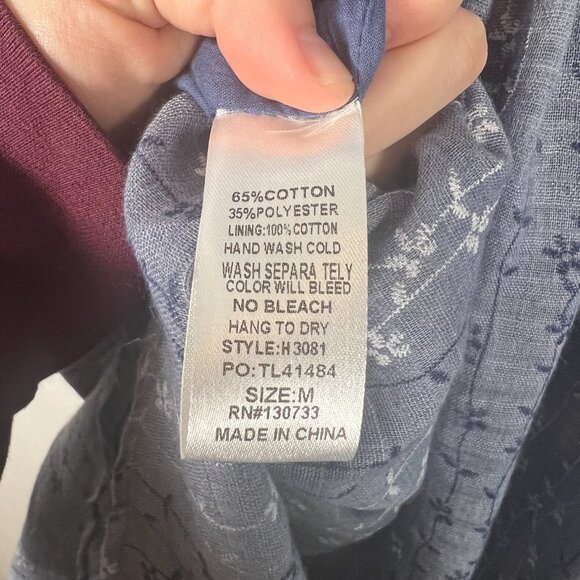 65%COTTON
35%POLYESTER
LINING:100%COTTON
HAND WASH COLD
WASH SEPARA TELY
COLOR WILL BLEED
NO BLEACH
HANG TO DRY
STYLE:H3081
PO:TL41484
SIZE:M
RN#130733
MADE IN CHINA